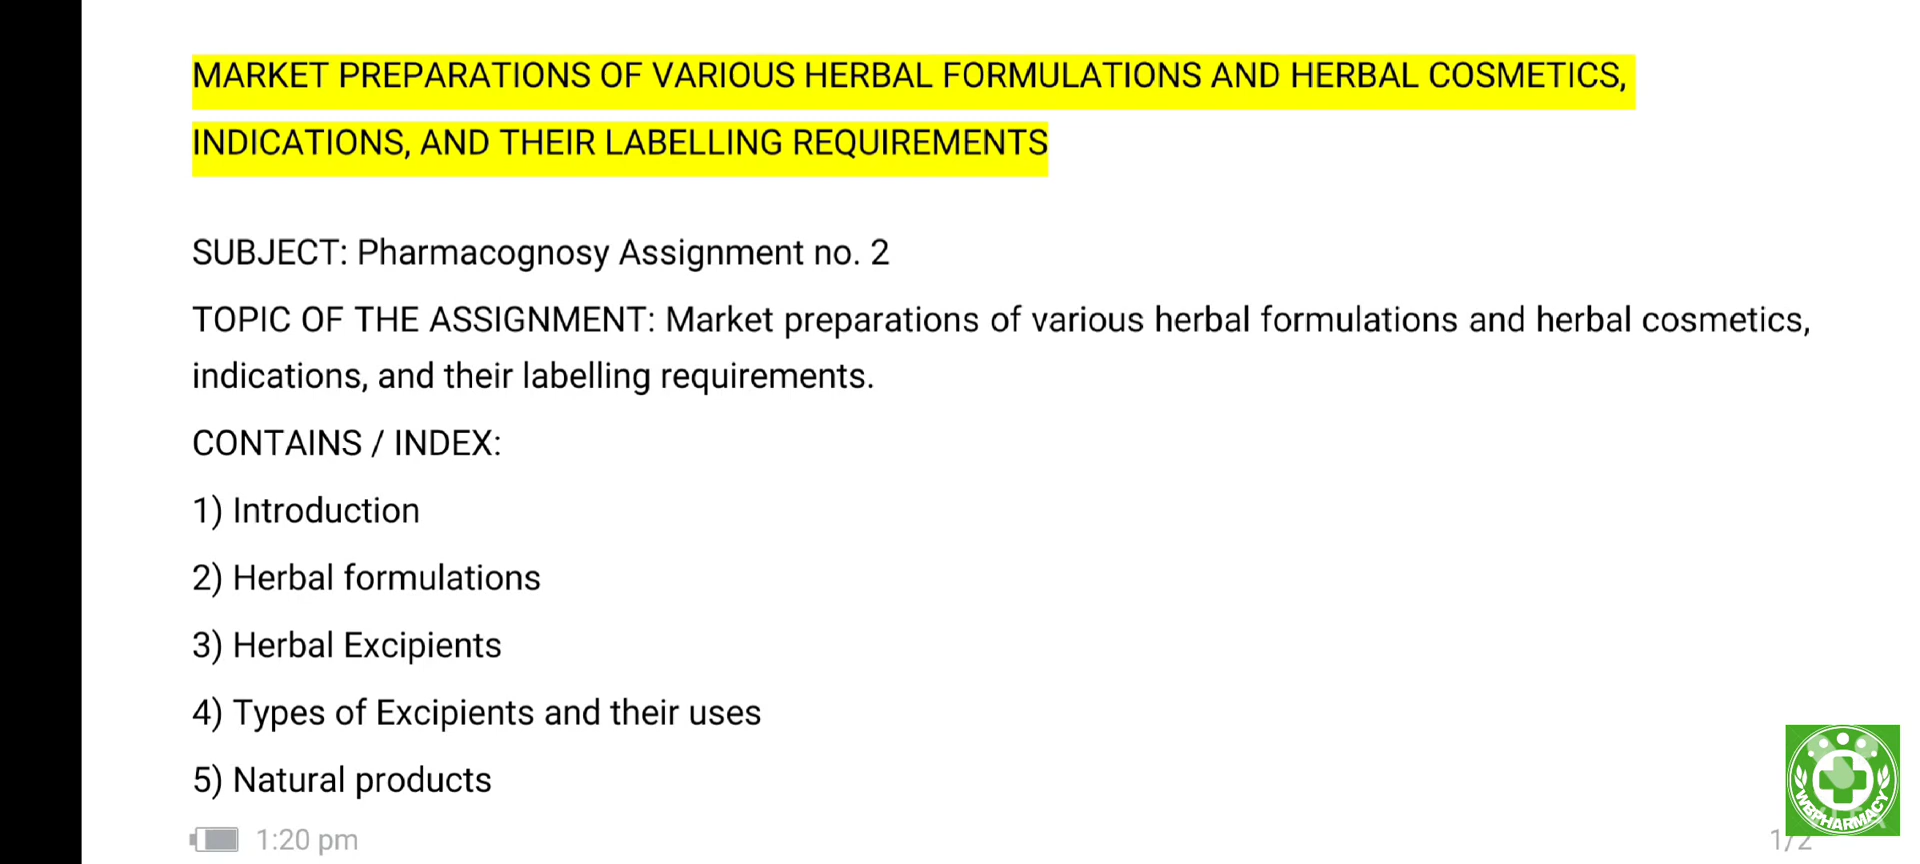 MARKET PREPARATIONS OF VARIOUS HERBAL FORMULATIONS AND HERBAL COSMETICS,
INDICATIONS, AND THEIR LABELLING REQUIREMENTS
SUBJECT: Pharmacognosy Assignment no. 2
TOPIC OF THE ASSIGNMENT: Market preparations of various herbal formulations and herbal cosmetics,
indications, and their labelling requirements.
CONTAINS / INDEX:
1) Introduction
2) Herbal formulations
3) Herbal Excipients
4) Types of Excipients and their uses
5) Natural products
1:20 pm
1/2